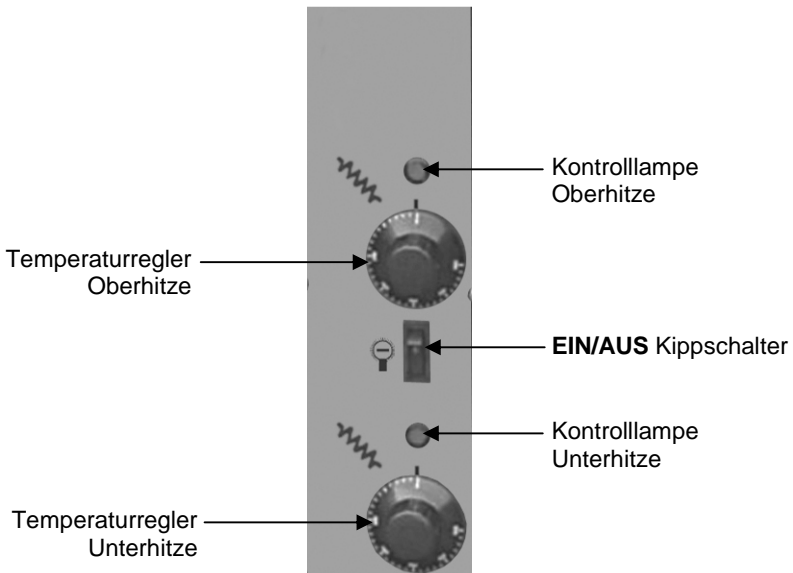 Kontrolllampe
Oberhitze
Temperaturregler
Oberhitze
EIN/AUS Kippschalter
Kontrolllampe
Unterhitze
Temperaturregler
Unterhitze